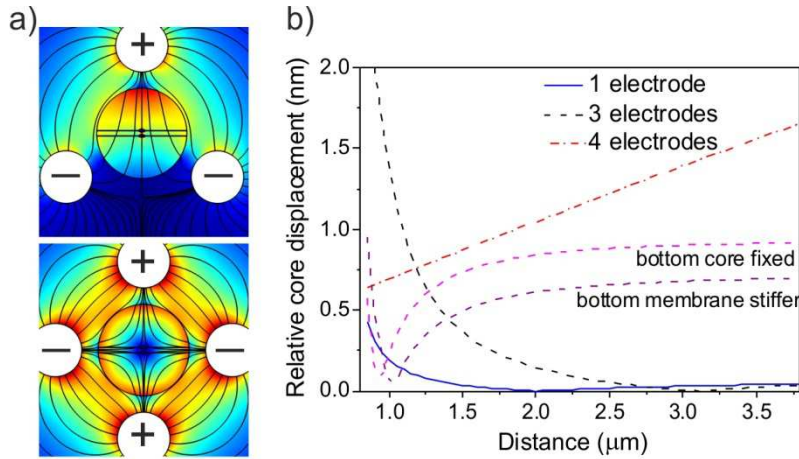 a)
+
−
−
+
−
−
+
b)
Relative core displacement (nm)
2.0
1.5
1.0
0.5
0.0
1 electrode
3 electrodes
4 electrodes
bottom core fixed
bottom membrane stiffer
1.0 1.5 2.0 2.5 3.0 3.5
Distance (μm)